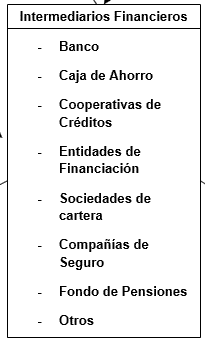 Intermediarios Financieros
- Banco
- Caja de Ahorro
- Cooperativas de
Créditos
- Entidades de
Financiación
- Sociedades de
cartera
- Compañías de
Seguro
- Fondo de Pensiones
- Otros